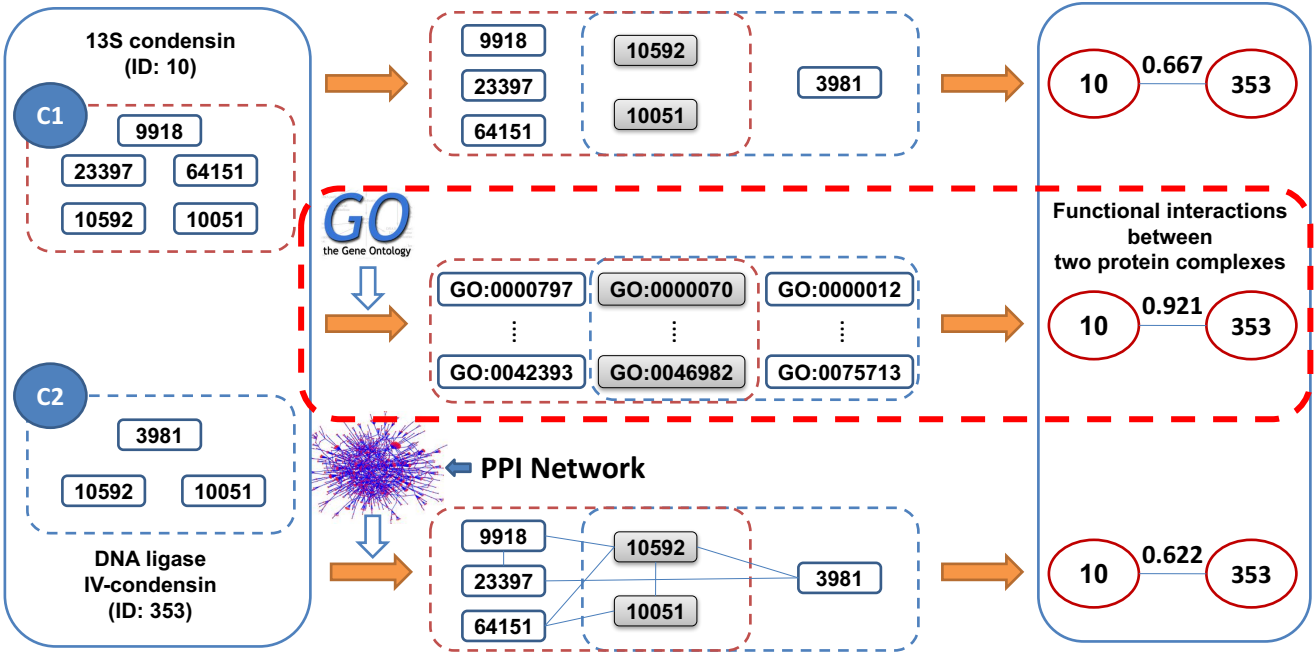 13S condensin
(ID: 10)
C1
9918
23397 64151
10592 10051
C2
3981
10592 10051
DNA ligase
IV-condensin
(ID: 353)
9918
23397
64151
10592
10051
3981
10 0.667 353
GO
the Gene Ontology
GO:0000797 GO:0000070 GO:0000012
GO:0042393 GO:0046982 GO:0075713
Functional interactions
between
two protein complexes
10 0.921 353
PPI Network
9918
23397
64151
10592
10051
3981
10 0.622 353